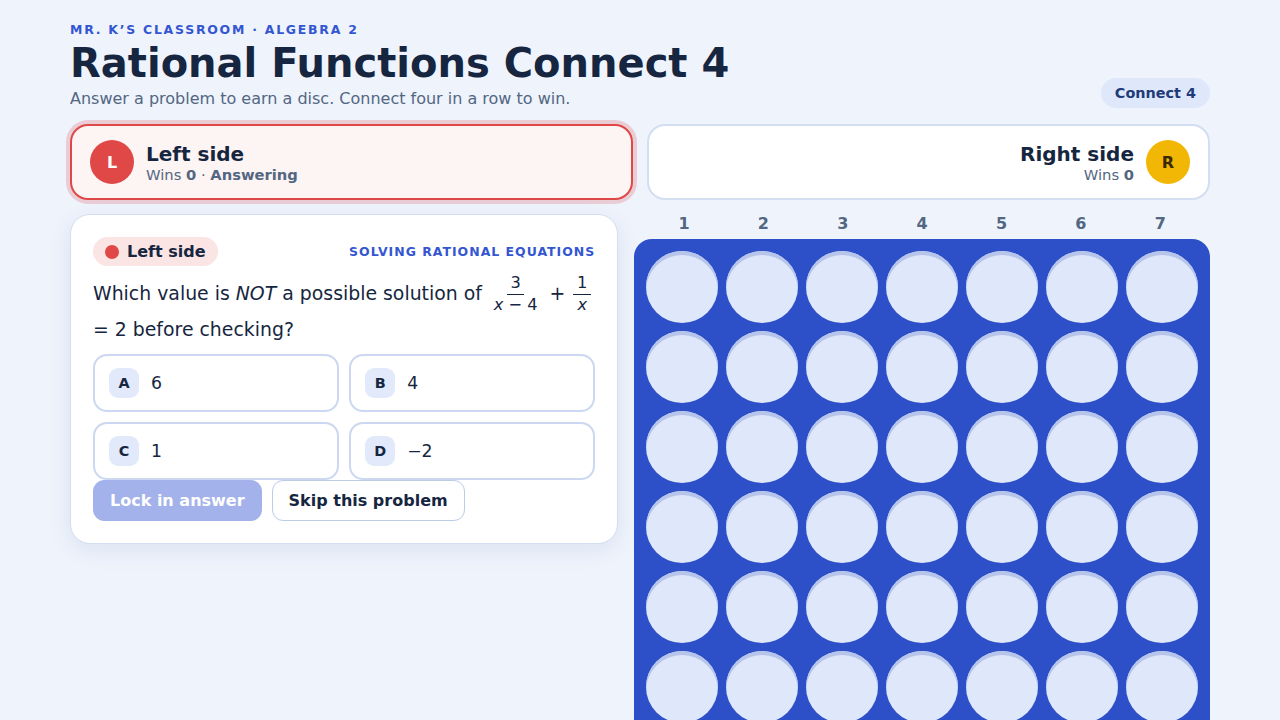 MR. K’S CLASSROOM · ALGEBRA 2
Rational Functions Connect 4
Answer a problem to earn a disc. Connect four in a row to win.
Connect 4
L
Left side
Wins 0 · Answering
Right side
Wins 0
R
Left side
SOLVING RATIONAL EQUATIONS
Which value is NOT a possible solution of 3/(x − 4) + 1/x
= 2 before checking?
A 6
B 4
C 1
D −2
Lock in answer
Skip this problem
1 2 3 4 5 6 7